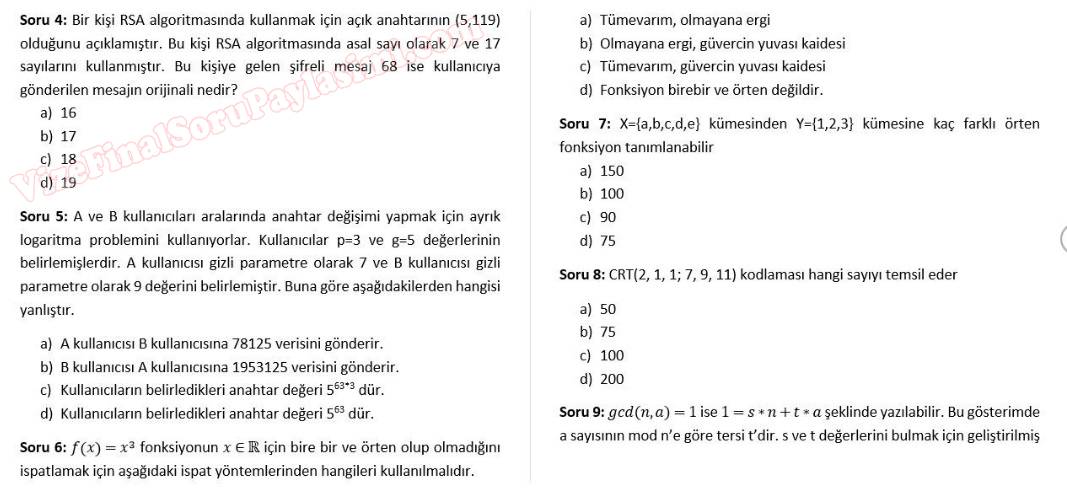 Soru 4: Bir kişi RSA algoritmasında kullanmak için açık anahtarının (5,119)
olduğunu açıklamıştır. Bu kişi RSA algoritmasında asal sayı olarak 7 ve 17
sayılarını kullanmıştır. Bu kişiye gelen şifreli mesaj 68 ise kullanıcıya
gönderilen mesajın orijinali nedir?
a) 16
b) 17
c) 18
d) 19
VizeFinalSoruPaylasimi.com
Soru 5: A ve B kullanıcıları aralarında anahtar değişimi yapmak için ayrık
logaritma problemini kullanıyorlar. Kullanıcılar p=3 ve g=5 değerlerinin
belirlemişlerdir. A kullanıcısı gizli parametre olarak 7 ve B kullanıcısı gizli
parametre olarak 9 değerini belirlemiştir. Buna göre aşağıdakilerden hangisi
yanlıştır.
a) A kullanıcısı B kullanıcısına 78125 verisini gönderir.
b) B kullanıcısı A kullanıcısına 1953125 verisini gönderir.
c) Kullanıcıların belirledikleri anahtar değeri 5⁶³*³ dür.
d) Kullanıcıların belirledikleri anahtar değeri 5⁶³ dür.
Soru 6: f(x) = x³ fonksiyonun x ∈ ℝ için bire bir ve örten olup olmadığını
ispatlamak için aşağıdaki ispat yöntemlerinden hangileri kullanılmalıdır.
a) Tümevarım, olmayana ergi
b) Olmayana ergi, güvercin yuvası kaidesi
c) Tümevarım, güvercin yuvası kaidesi
d) Fonksiyon birebir ve örten değildir.
Soru 7: X={a,b,c,d,e} kümesinden Y={1,2,3} kümesine kaç farklı örten
fonksiyon tanımlanabilir
a) 150
b) 100
c) 90
d) 75
Soru 8: CRT(2, 1, 1; 7, 9, 11) kodlaması hangi sayıyı temsil eder
a) 50
b) 75
c) 100
d) 200
Soru 9: gcd(n, a) = 1 ise 1 = s ∗ n + t ∗ a şeklinde yazılabilir. Bu gösterimde
a sayısının mod n'e göre tersi t'dir. s ve t değerlerini bulmak için geliştirilmiş